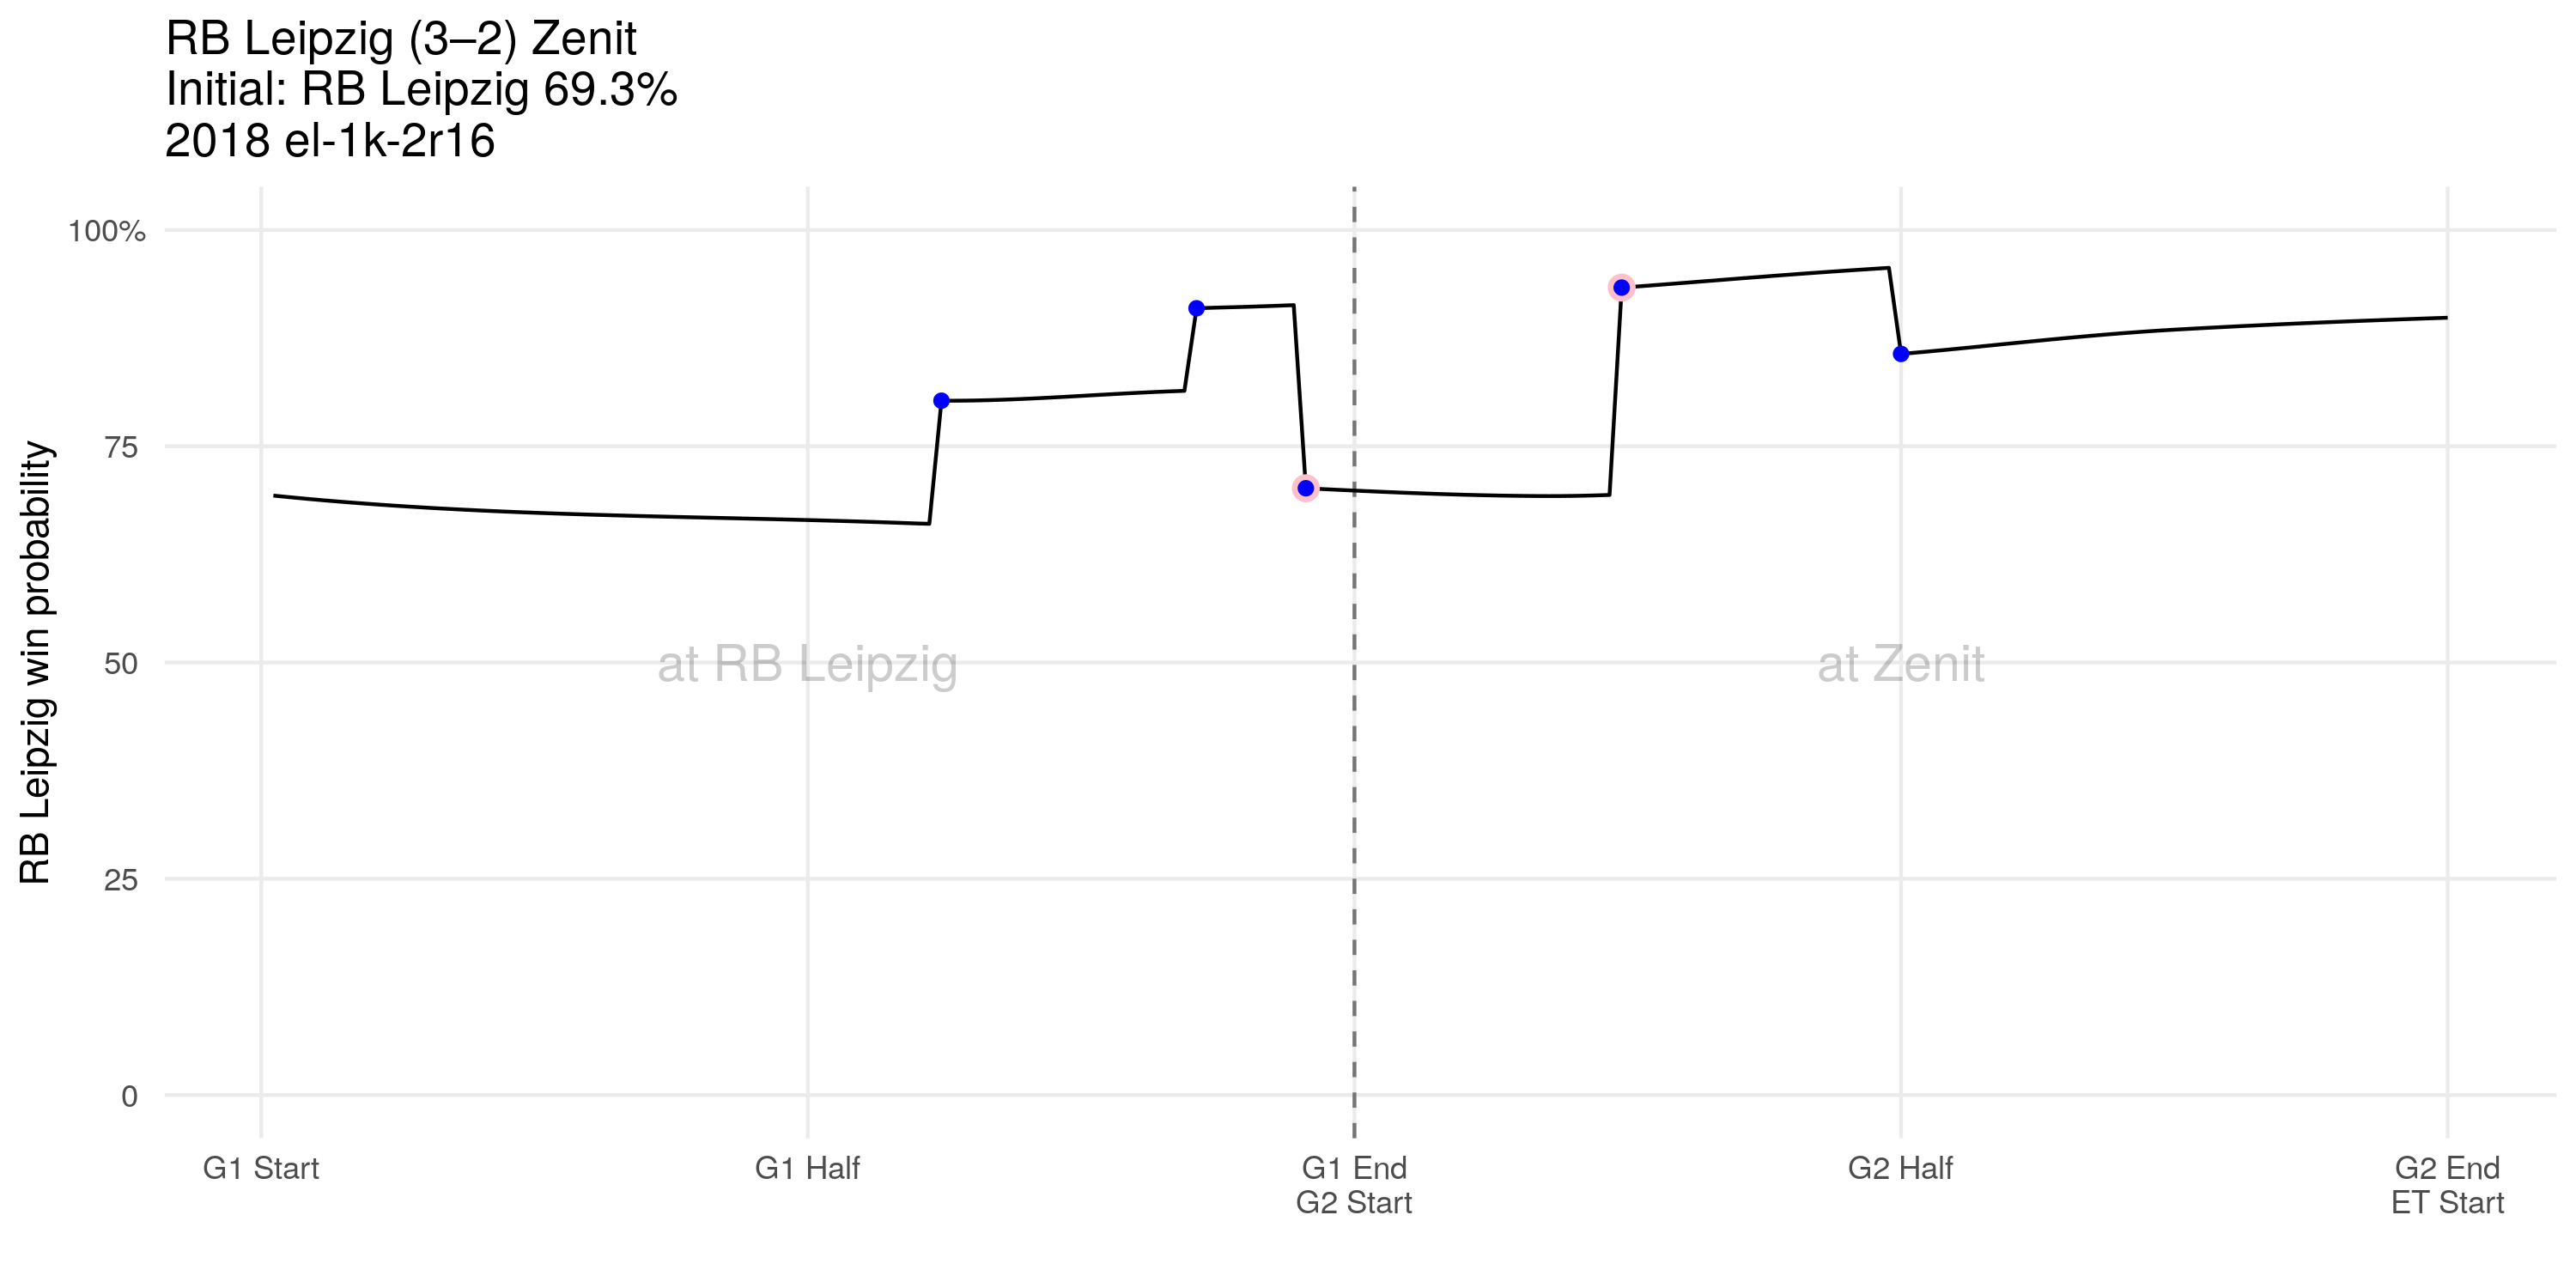 RB Leipzig (3–2) Zenit
Initial: RB Leipzig 69.3%
2018 el-1k-2r16
RB Leipzig win probability
100%
75
50
25
0
at RB Leipzig
at Zenit
G1 Start
G1 Half
G1 End
G2 Start
G2 Half
G2 End
ET Start